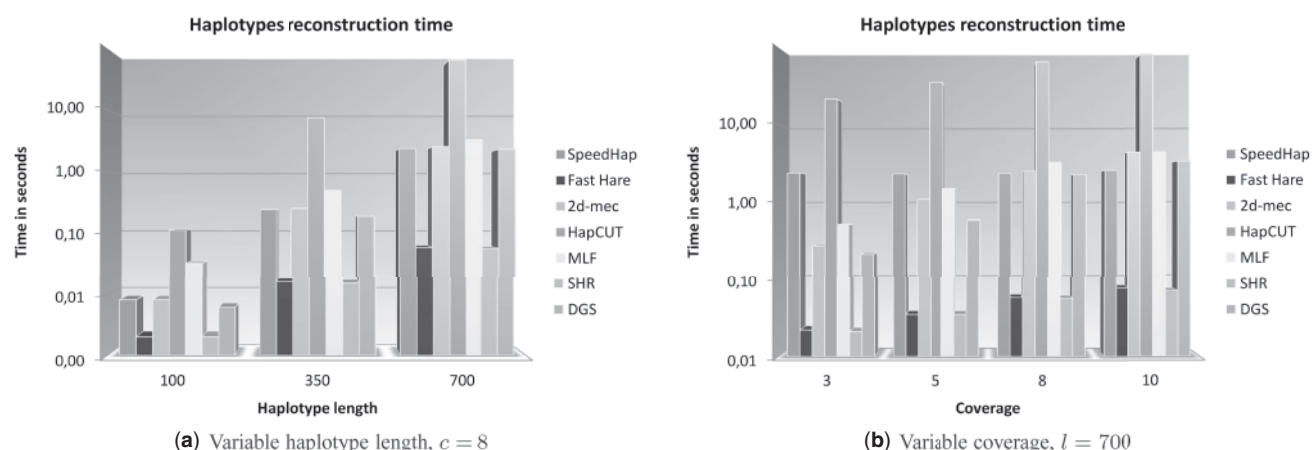 Haplotypes reconstruction time
Time in seconds
10,00
1,00
0,10
0,01
0,00
100
350
700
Haplotype length
SpeedHap
Fast Hare
2d-mec
HapCUT
MLF
SHR
DGS
(a) Variable haplotype length, c = 8
Haplotypes reconstruction time
Time in seconds
10,00
1,00
0,10
0,01
3
5
8
10
Coverage
SpeedHap
Fast Hare
2d-mec
HapCUT
MLF
SHR
DGS
(b) Variable coverage, l = 700